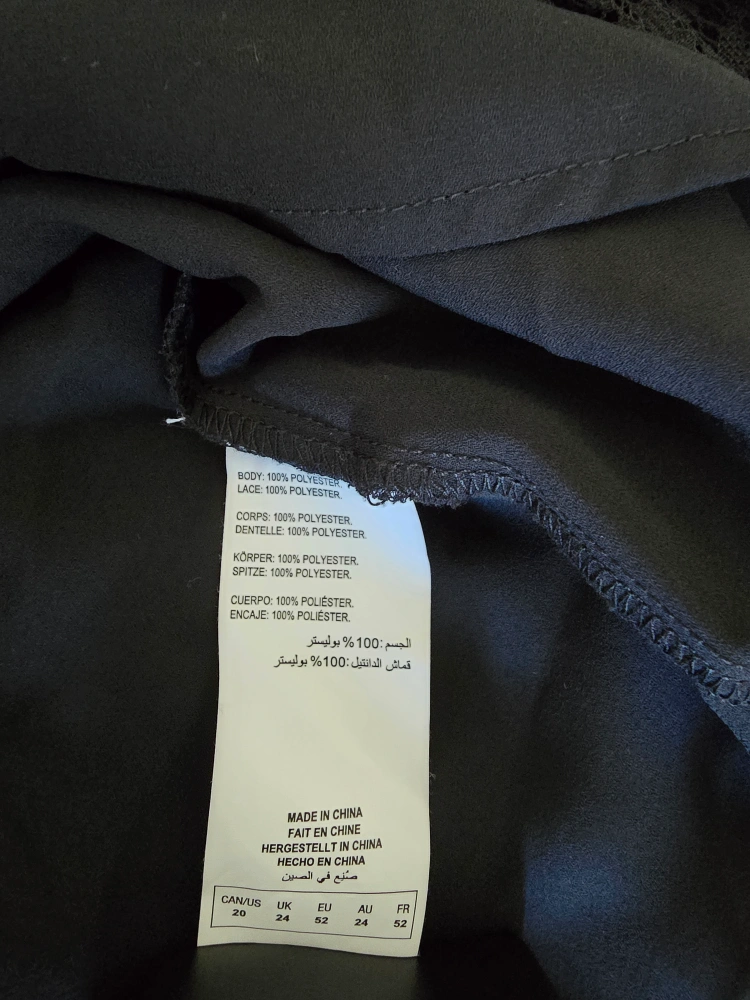 BODY: 100% POLYESTER.
LACE: 100% POLYESTER.
CORPS: 100% POLYESTER.
DENTELLE: 100% POLYESTER.
KÖRPER: 100% POLYESTER.
SPITZE: 100% POLYESTER.
CUERPO: 100% POLIÉSTER.
ENCAJE: 100% POLIÉSTER.
الجسم: 100% بوليستر
قماش الدانتيل: 100% بوليستر
MADE IN CHINA
FAIT EN CHINE
HERGESTELLT IN CHINA
HECHO EN CHINA
صُنِع في الصين
CAN/US UK EU AU FR
20 24 52 24 52